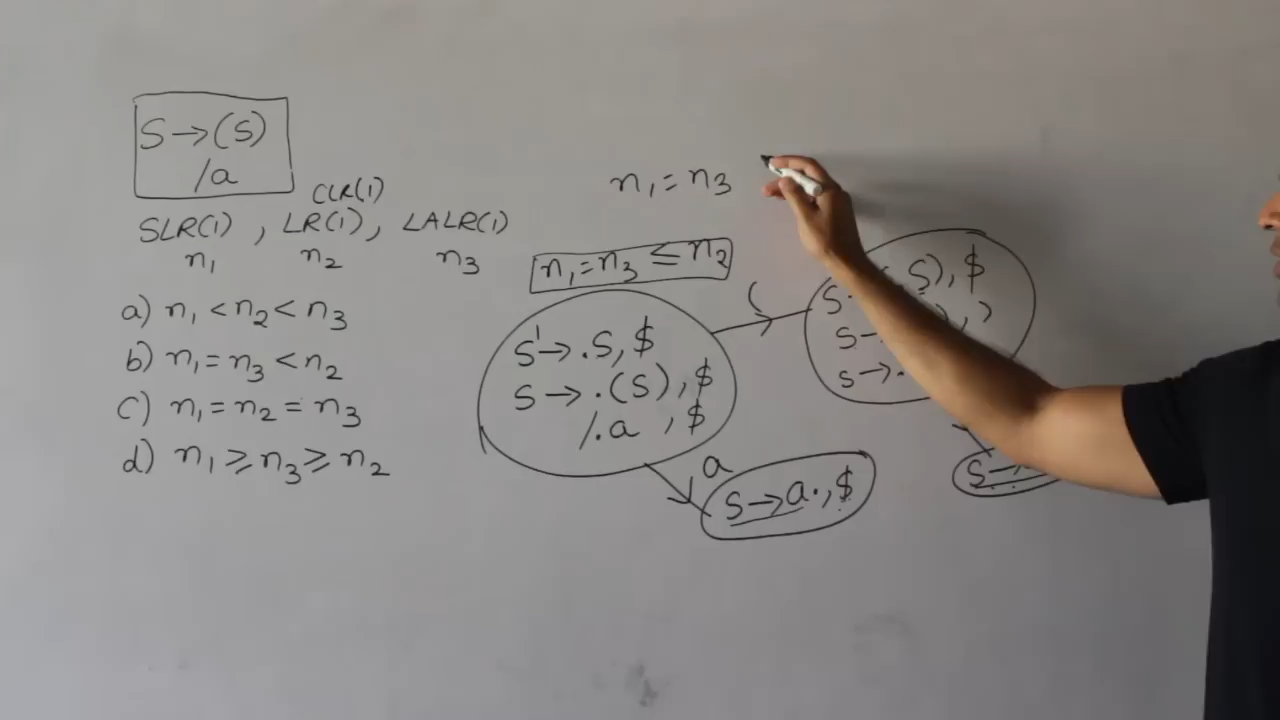 S → (S)
/a
CLR(1)
SLR(1) , LR(1), LALR(1)
n₁ n₂ n₃
a) n₁ < n₂ < n₃
b) n₁ = n₃ < n₂
c) n₁ = n₂ = n₃
d) n₁ ⩾ n₃ ⩾ n₂
n₁ = n₃
n₁ = n₃ ≤ n₂
S' → .S, $
S → .(S) , $
/.a , $
(
S S), $
S → ), )
S → .
a
S → a., $
S →